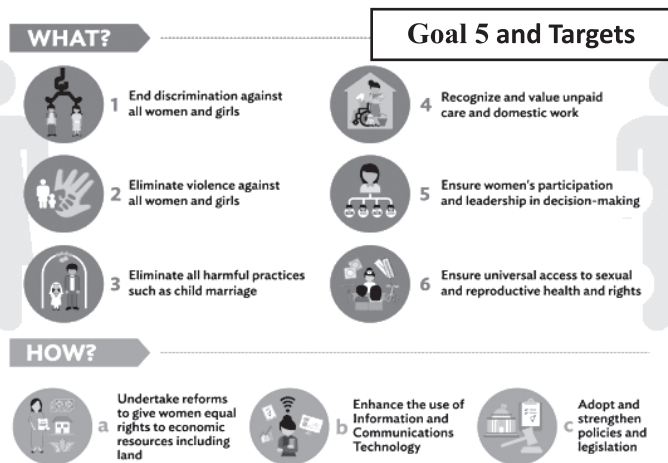 Goal 5 and Targets
WHAT?
1 End discrimination against
all women and girls
2 Eliminate violence against
all women and girls
3 Eliminate all harmful practices
such as child marriage
4 Recognize and value unpaid
care and domestic work
5 Ensure women's participation
and leadership in decision-making
6 Ensure universal access to sexual
and reproductive health and rights
HOW?
a Undertake reforms
to give women equal
rights to economic
resources including
land
b Enhance the use of
Information and
Communications
Technology
c Adopt and
strengthen
policies and
legislation